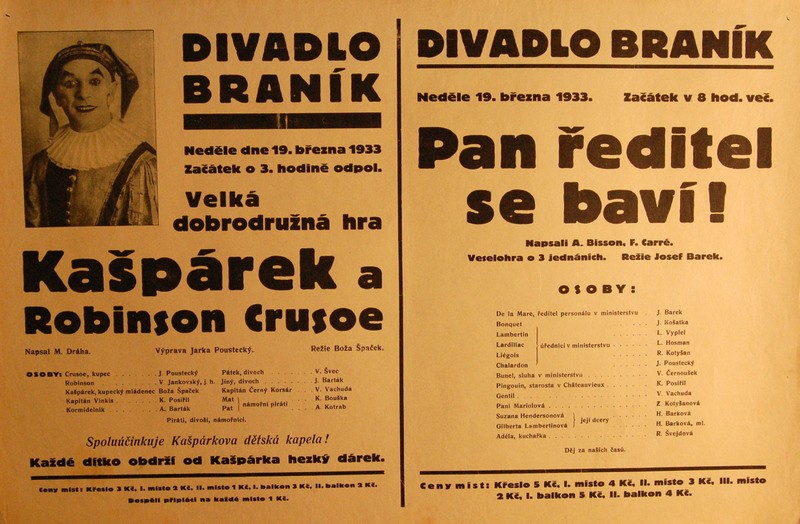 DIVADLO
BRANÍK
Neděle dne 19. března 1933
Začátek o 3. hodině odpol.
Velká
dobrodružná hra
Kašpárek a
Robinson Crusoe
Napsal M. Dráha. Výprava Jarka Poustecký. Režie Boža Špaček.
OSOBY: Crusoe, kupec J. Poustecký Pátek, divoch V. Švec
Robinson V. Jankovský, j. h. Jiný, divoch J. Barták
Kašpárek, kupecký mládenec Boža Špaček Kapitán Černý Korsár V. Vachuda
Kapitán Vinkis K. Posířil Mat } námořní piráti K. Bouška
Kormidelník A. Barták Pat A. Kotrab
Piráti, divoši, námořníci.
Spoluúčinkuje Kašpárkova dětská kapela!
Každé dítko obdrží od Kašpárka hezký dárek.
Ceny míst: Křeslo 3 Kč, I. místo 2 Kč. II. místo 1 Kč, I. balkon 3 Kč, II. balkon 2 Kč.
Dospělí připlácí na každé místo 1 Kč.
DIVADLO BRANÍK
Neděle 19. března 1933. Začátek v 8 hod. več.
Pan ředitel
se baví!
Napsali A. Bisson, F. Carré.
Veselohra o 3 jednáních. Režie Josef Barek.
OSOBY:
De la Mare, ředitel personálu v ministerstvu J. Barek
Bouquet J. Košatka
Lambertin L. Vyplel
Lardillac } úředníci v ministerstvu L. Hosman
Liégois R. Kotyšan
Chalardon J. Poustecký
Bunel, sluha v ministerstvu V. Černoušek
Pingouin, starosta v Châteauvieux K. Posířil
Gentil V. Vachuda
Paní Mariolová Z. Kotyšanová
Suzana Hendersonová } její dcery H. Barková
Gilberta Lambertinová H. Barková, ml.
Adéla, kuchařka R. Švejdová
Děj za našich časů.
Ceny míst: Křeslo 5 Kč, I. místo 4 Kč, II. místo 3 Kč, III. místo
2 Kč, I. balkon 5 Kč, II. balkon 4 Kč.